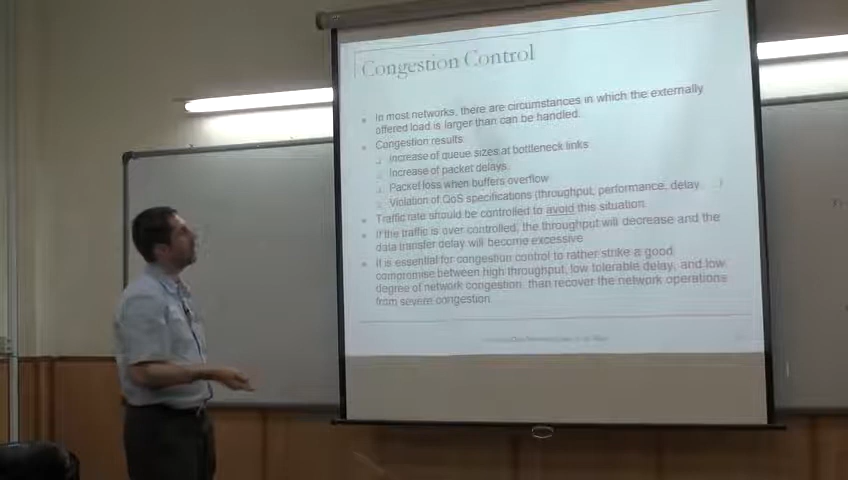 Congestion Control
In most networks, there are circumstances in which the externally
offered load is larger than can be handled.
Congestion results
Increase of queue sizes at bottleneck links
Increase of packet delays.
Packet loss when buffers overflow
Violation of QoS specifications (throughput, performance, delay ...)
Traffic rate should be controlled to avoid this situation
If the traffic is over controlled, the throughput will decrease and the
data transfer delay will become excessive
It is essential for congestion control to rather strike a good
compromise between high throughput, low tolerable delay, and low
degree of network congestion, than recover the network operations
from severe congestion